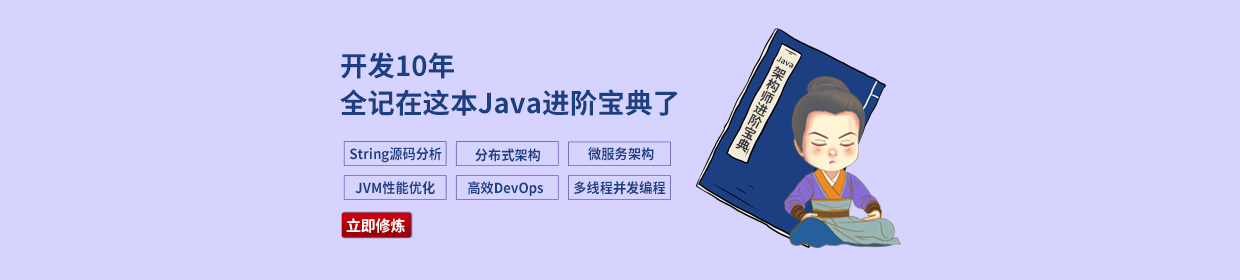 开发10年
全记在这本Java进阶宝典了
String源码分析
分布式架构
微服务架构
JVM性能优化
高效DevOps
多线程并发编程
立即修炼
Java
架构师进阶宝典